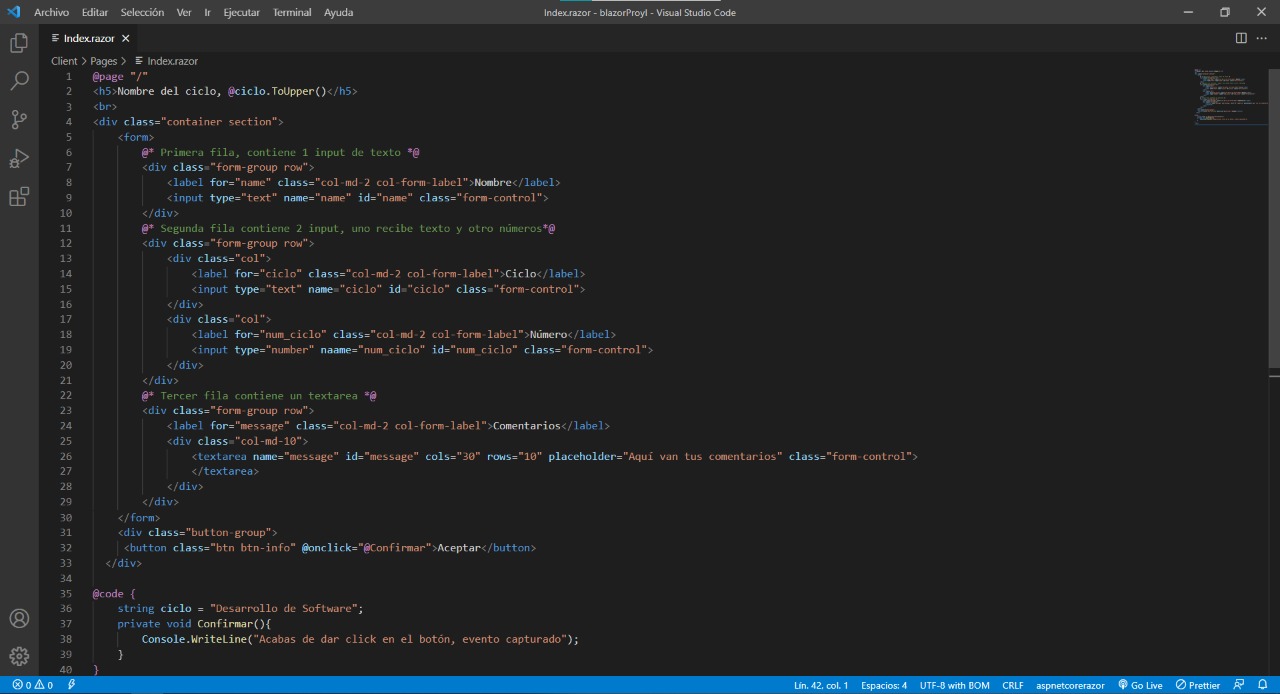 Archivo Editar Selección Ver Ir Ejecutar Terminal Ayuda Index.razor - blazorProyI - Visual Studio Code
Index.razor
Client > Pages > Index.razor
1 @page "/"
2 <h5>Nombre del ciclo, @ciclo.ToUpper()</h5>
3 <br>
4 <div class="container section">
5 <form>
6 @* Primera fila, contiene 1 input de texto *@
7 <div class="form-group row">
8 <label for="name" class="col-md-2 col-form-label">Nombre</label>
9 <input type="text" name="name" id="name" class="form-control">
10 </div>
11 @* Segunda fila contiene 2 input, uno recibe texto y otro números*@
12 <div class="form-group row">
13 <div class="col">
14 <label for="ciclo" class="col-md-2 col-form-label">Ciclo</label>
15 <input type="text" name="ciclo" id="ciclo" class="form-control">
16 </div>
17 <div class="col">
18 <label for="num_ciclo" class="col-md-2 col-form-label">Número</label>
19 <input type="number" naame="num_ciclo" id="num_ciclo" class="form-control">
20 </div>
21 </div>
22 @* Tercer fila contiene un textarea *@
23 <div class="form-group row">
24 <label for="message" class="col-md-2 col-form-label">Comentarios</label>
25 <div class="col-md-10">
26 <textarea name="message" id="message" cols="30" rows="10" placeholder="Aquí van tus comentarios" class="form-control">
27 </textarea>
28 </div>
29 </div>
30 </form>
31 <div class="button-group">
32 <button class="btn btn-info" @onclick="@Confirmar">Aceptar</button>
33 </div>
34
35 @code {
36 string ciclo = "Desarrollo de Software";
37 private void Confirmar(){
38 Console.WriteLine("Acabas de dar click en el botón, evento capturado");
39 }
40 }
0 0 Lín. 42, col. 1 Espacios: 4 UTF-8 with BOM CRLF aspnetcorerazor Go Live Prettier